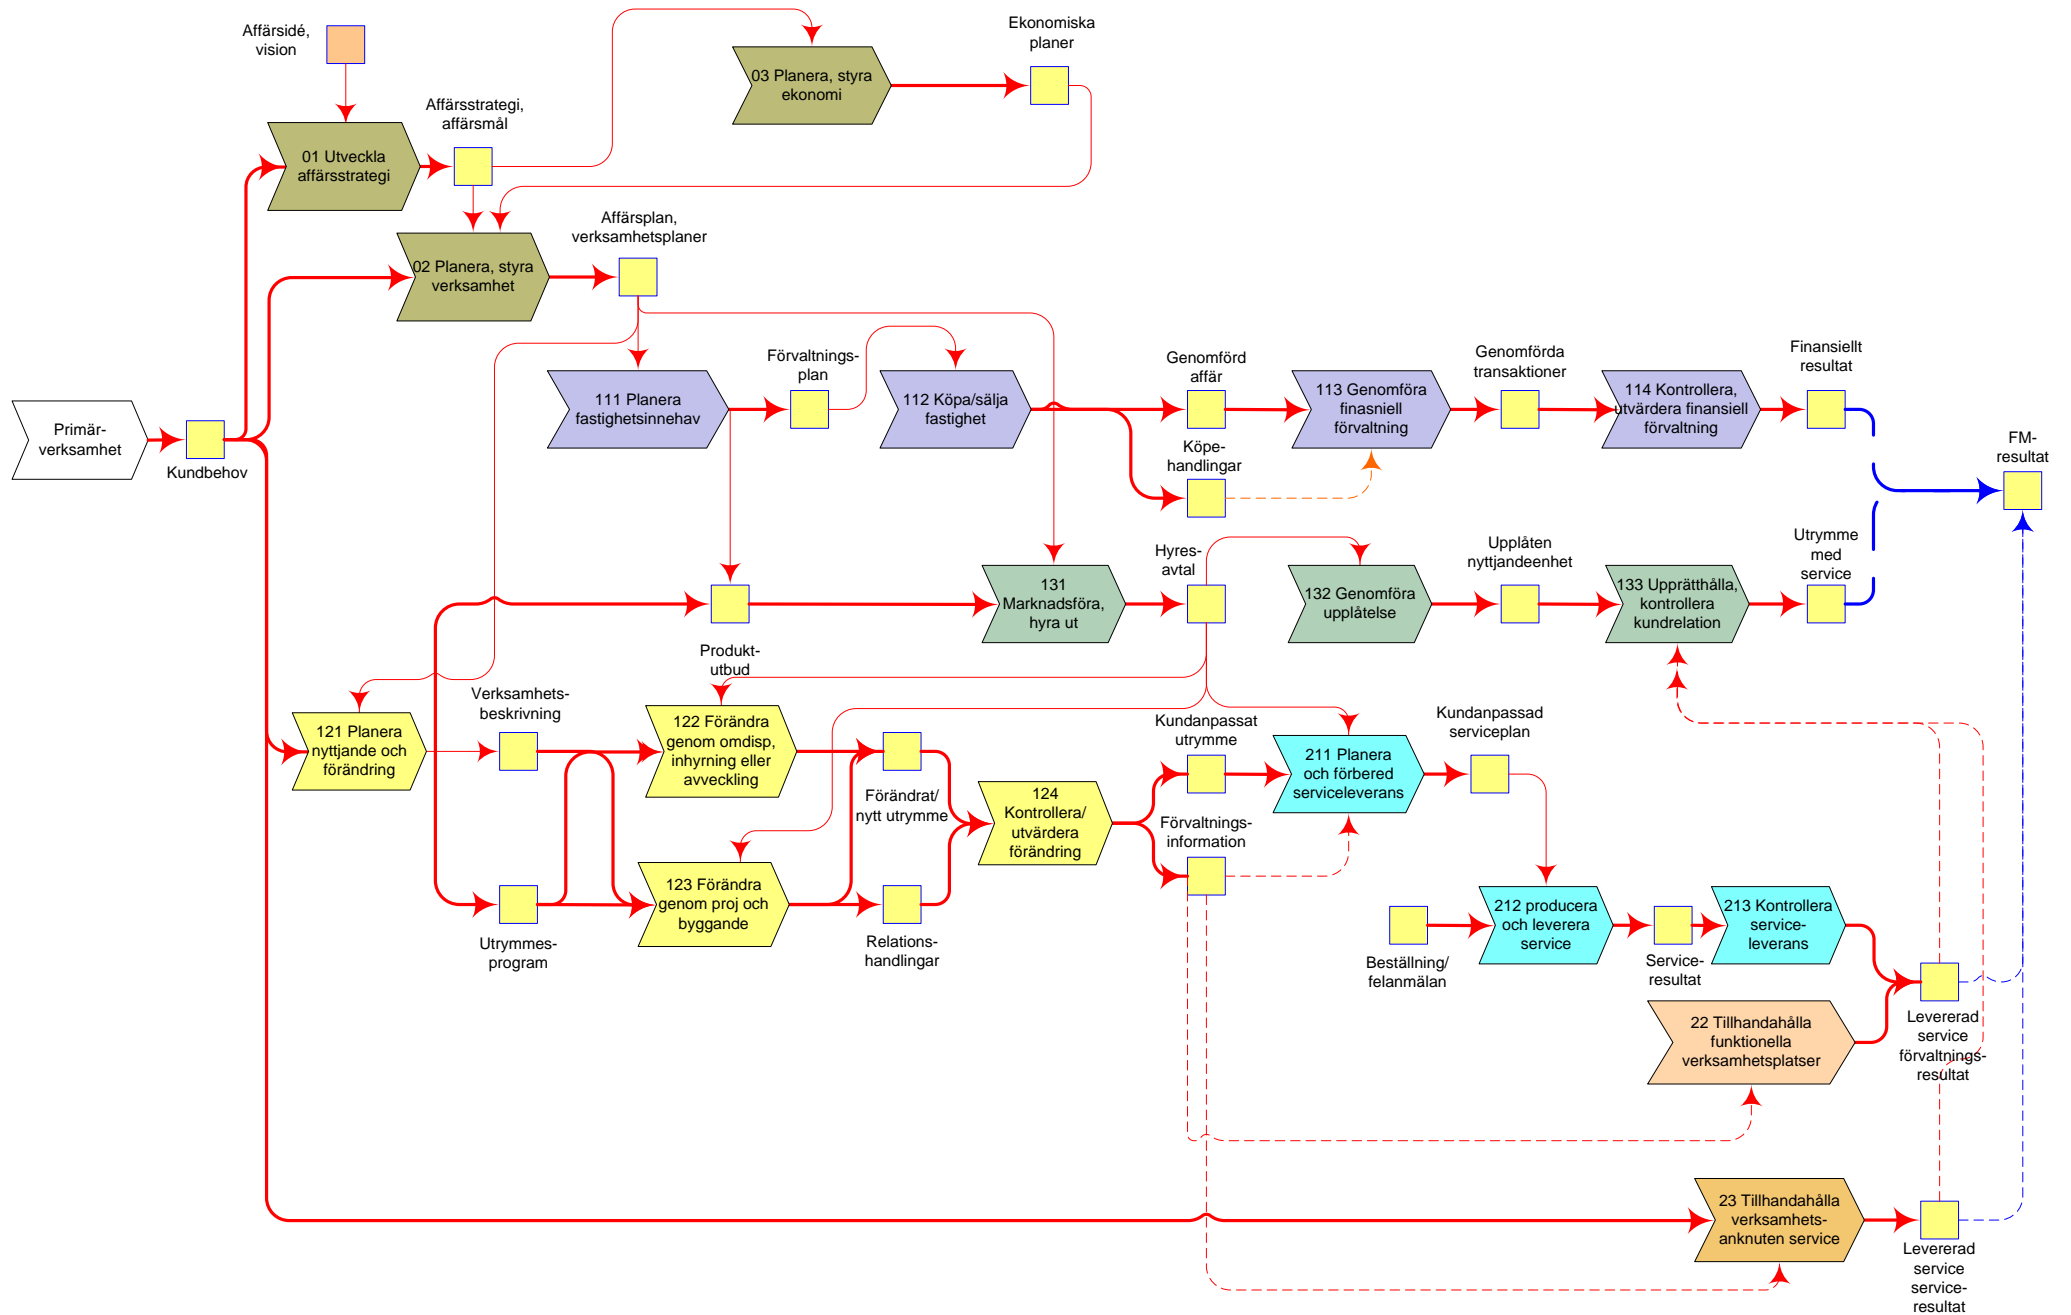 Affärsidé,
vision
Ekonomiska
planer
03 Planera, styra
ekonomi
Affärsstrategi,
affärsmål
01 Utveckla
affärsstrategi
Affärsplan,
verksamhetsplaner
02 Planera, styra
verksamhet
Förvaltnings-
plan
Genomförd
affär
Genomförda
transaktioner
Finansiellt
resultat
111 Planera
fastighetsinnehav
112 Köpa/sälja
fastighet
113 Genomföra
finasniell
förvaltning
114 Kontrollera,
utvärdera finansiell
förvaltning
Primär-
verksamhet
Kundbehov
Köpe-
handlingar
FM-
resultat
Hyres-
avtal
Upplåten
nyttjandeenhet
Utrymme
med
service
131
Marknadsföra,
hyra ut
132 Genomföra
upplåtelse
133 Upprätthålla,
kontrollera
kundrelation
Produkt-
utbud
Verksamhets-
beskrivning
121 Planera
nyttjande och
förändring
122 Förändra
genom omdisp,
inhyrning eller
avveckling
Kundanpassat
utrymme
Kundanpassad
serviceplan
211 Planera
och förbered
serviceleverans
Förändrat/
nytt utrymme
124
Kontrollera/
utvärdera
förändring
Förvaltnings-
information
123 Förändra
genom proj och
byggande
Utrymmes-
program
Relations-
handlingar
212 producera
och leverera
service
213 Kontrollera
service-
leverans
Beställning/
felanmälan
Service-
resultat
22 Tillhandahålla
funktionella
verksamhetsplatser
Levererad
service
förvaltnings-
resultat
23 Tillhandahålla
verksamhets-
anknuten service
Levererad
service
service-
resultat